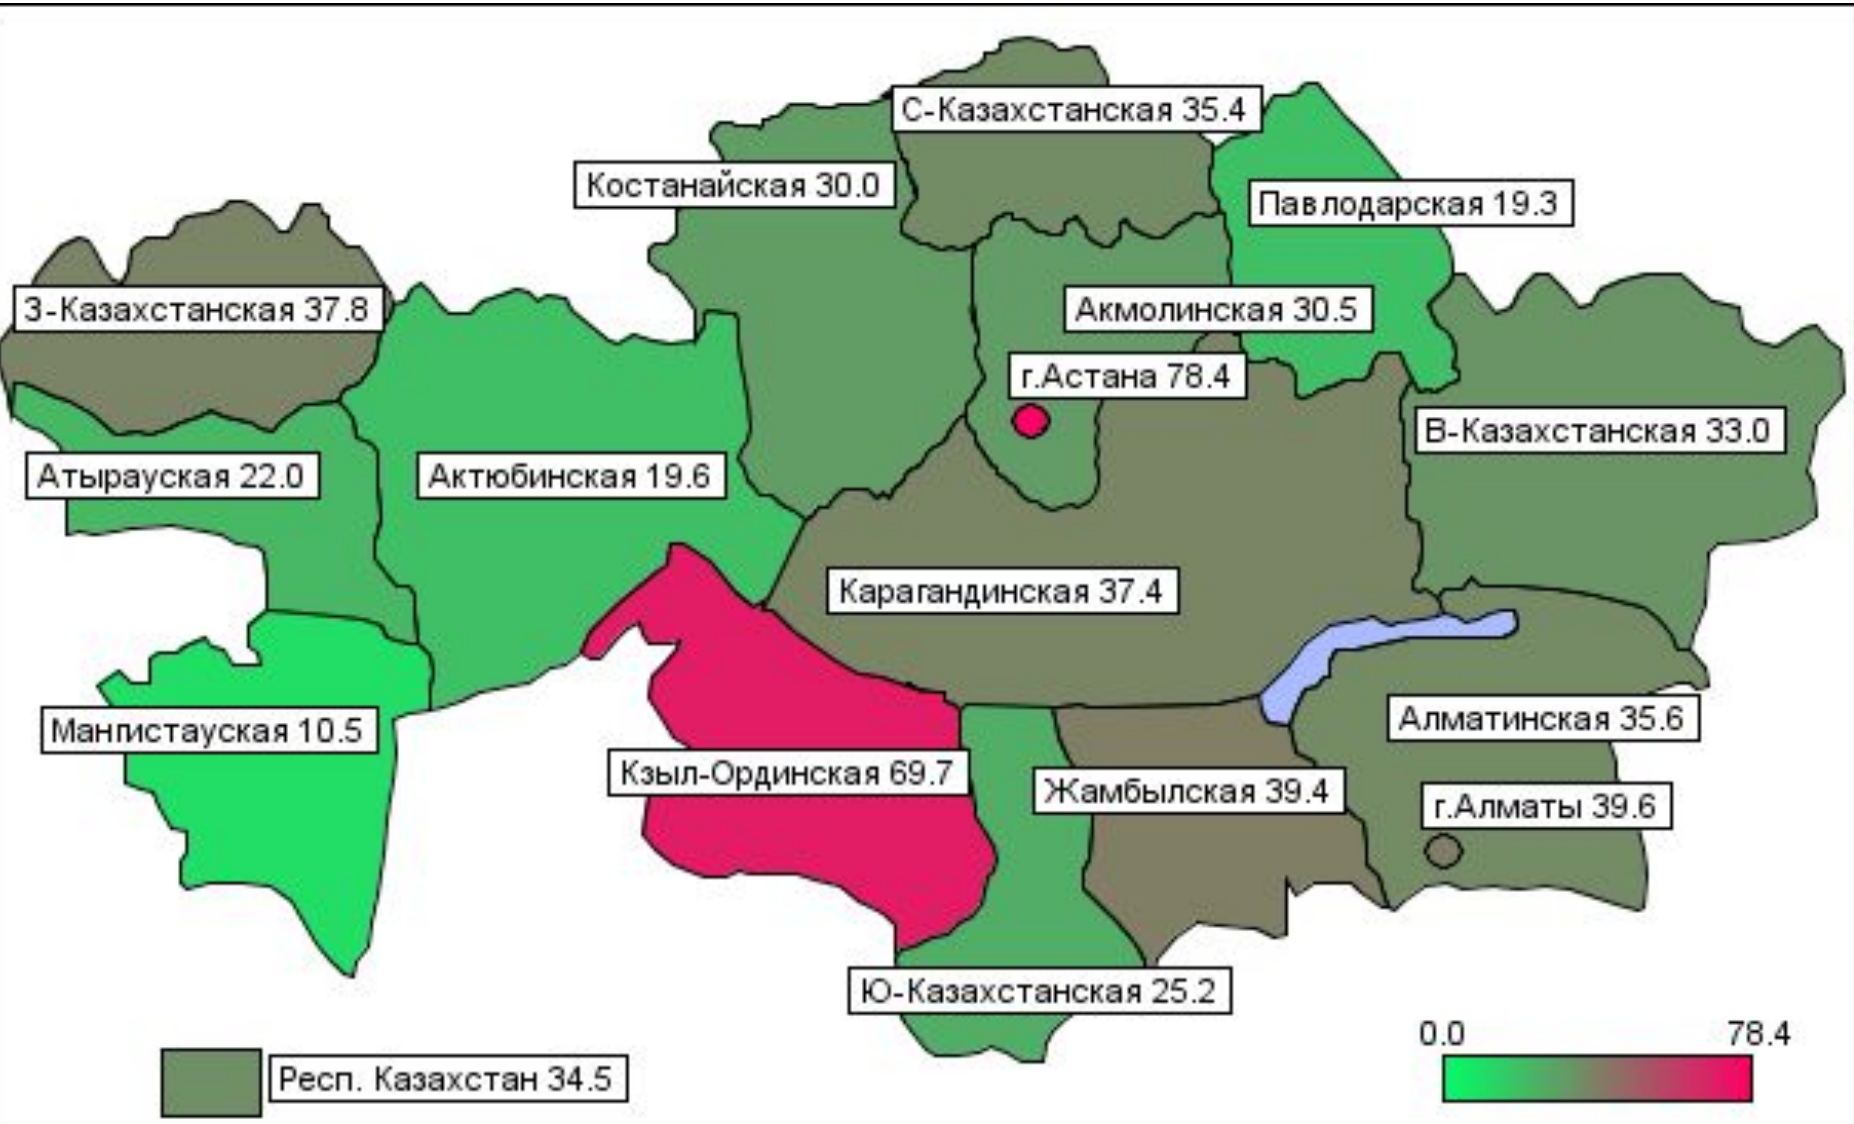 С-Казахстанская 35.4
Костанайская 30.0
Павлодарская 19.3
З-Казахстанская 37.8
Акмолинская 30.5
г.Астана 78.4
В-Казахстанская 33.0
Атырауская 22.0
Актюбинская 19.6
Карагандинская 37.4
Мангистауская 10.5
Алматинская 35.6
Кзыл-Ординская 69.7
Жамбылская 39.4
г.Алматы 39.6
Ю-Казахстанская 25.2
0.0 78.4
Респ. Казахстан 34.5